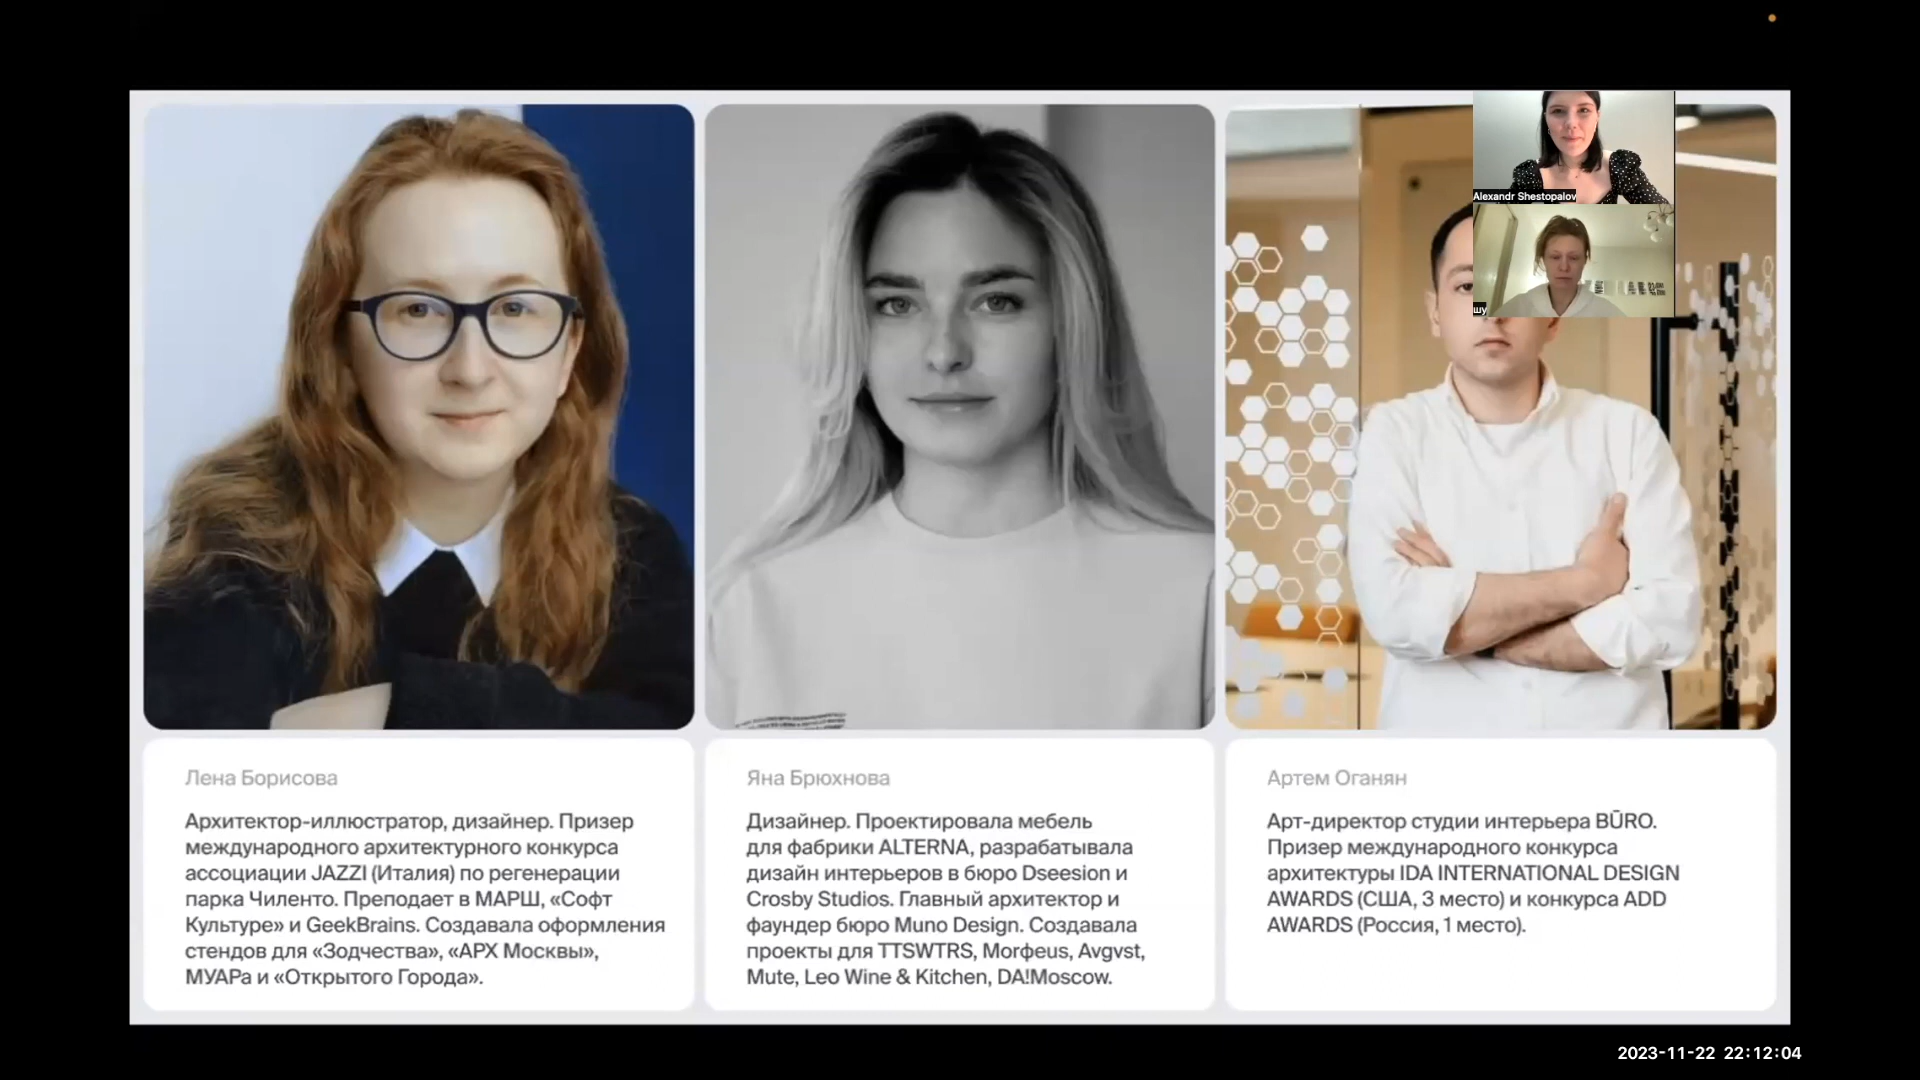 Alexandr Shestopalov
шу
Лена Борисова
Архитектор-иллюстратор, дизайнер. Призер
международного архитектурного конкурса
ассоциации JAZZI (Италия) по регенерации
парка Чиленто. Преподает в МАРШ, «Софт
Культуре» и GeekBrains. Создавала оформления
стендов для «Зодчества», «АРХ Москвы»,
МУАРа и «Открытого Города».
Яна Брюхнова
Дизайнер. Проектировала мебель
для фабрики ALTERNA, разрабатывала
дизайн интерьеров в бюро Dseesion и
Crosby Studios. Главный архитектор и
фаундер бюро Muno Design. Создавала
проекты для TTSWTRS, Morфeus, Avgvst,
Mute, Leo Wine & Kitchen, DA!Moscow.
Артем Оганян
Арт-директор студии интерьера BŪRO.
Призер международного конкурса
архитектуры IDA INTERNATIONAL DESIGN
AWARDS (США, 3 место) и конкурса ADD
AWARDS (Россия, 1 место).
2023-11-22 22:12:04